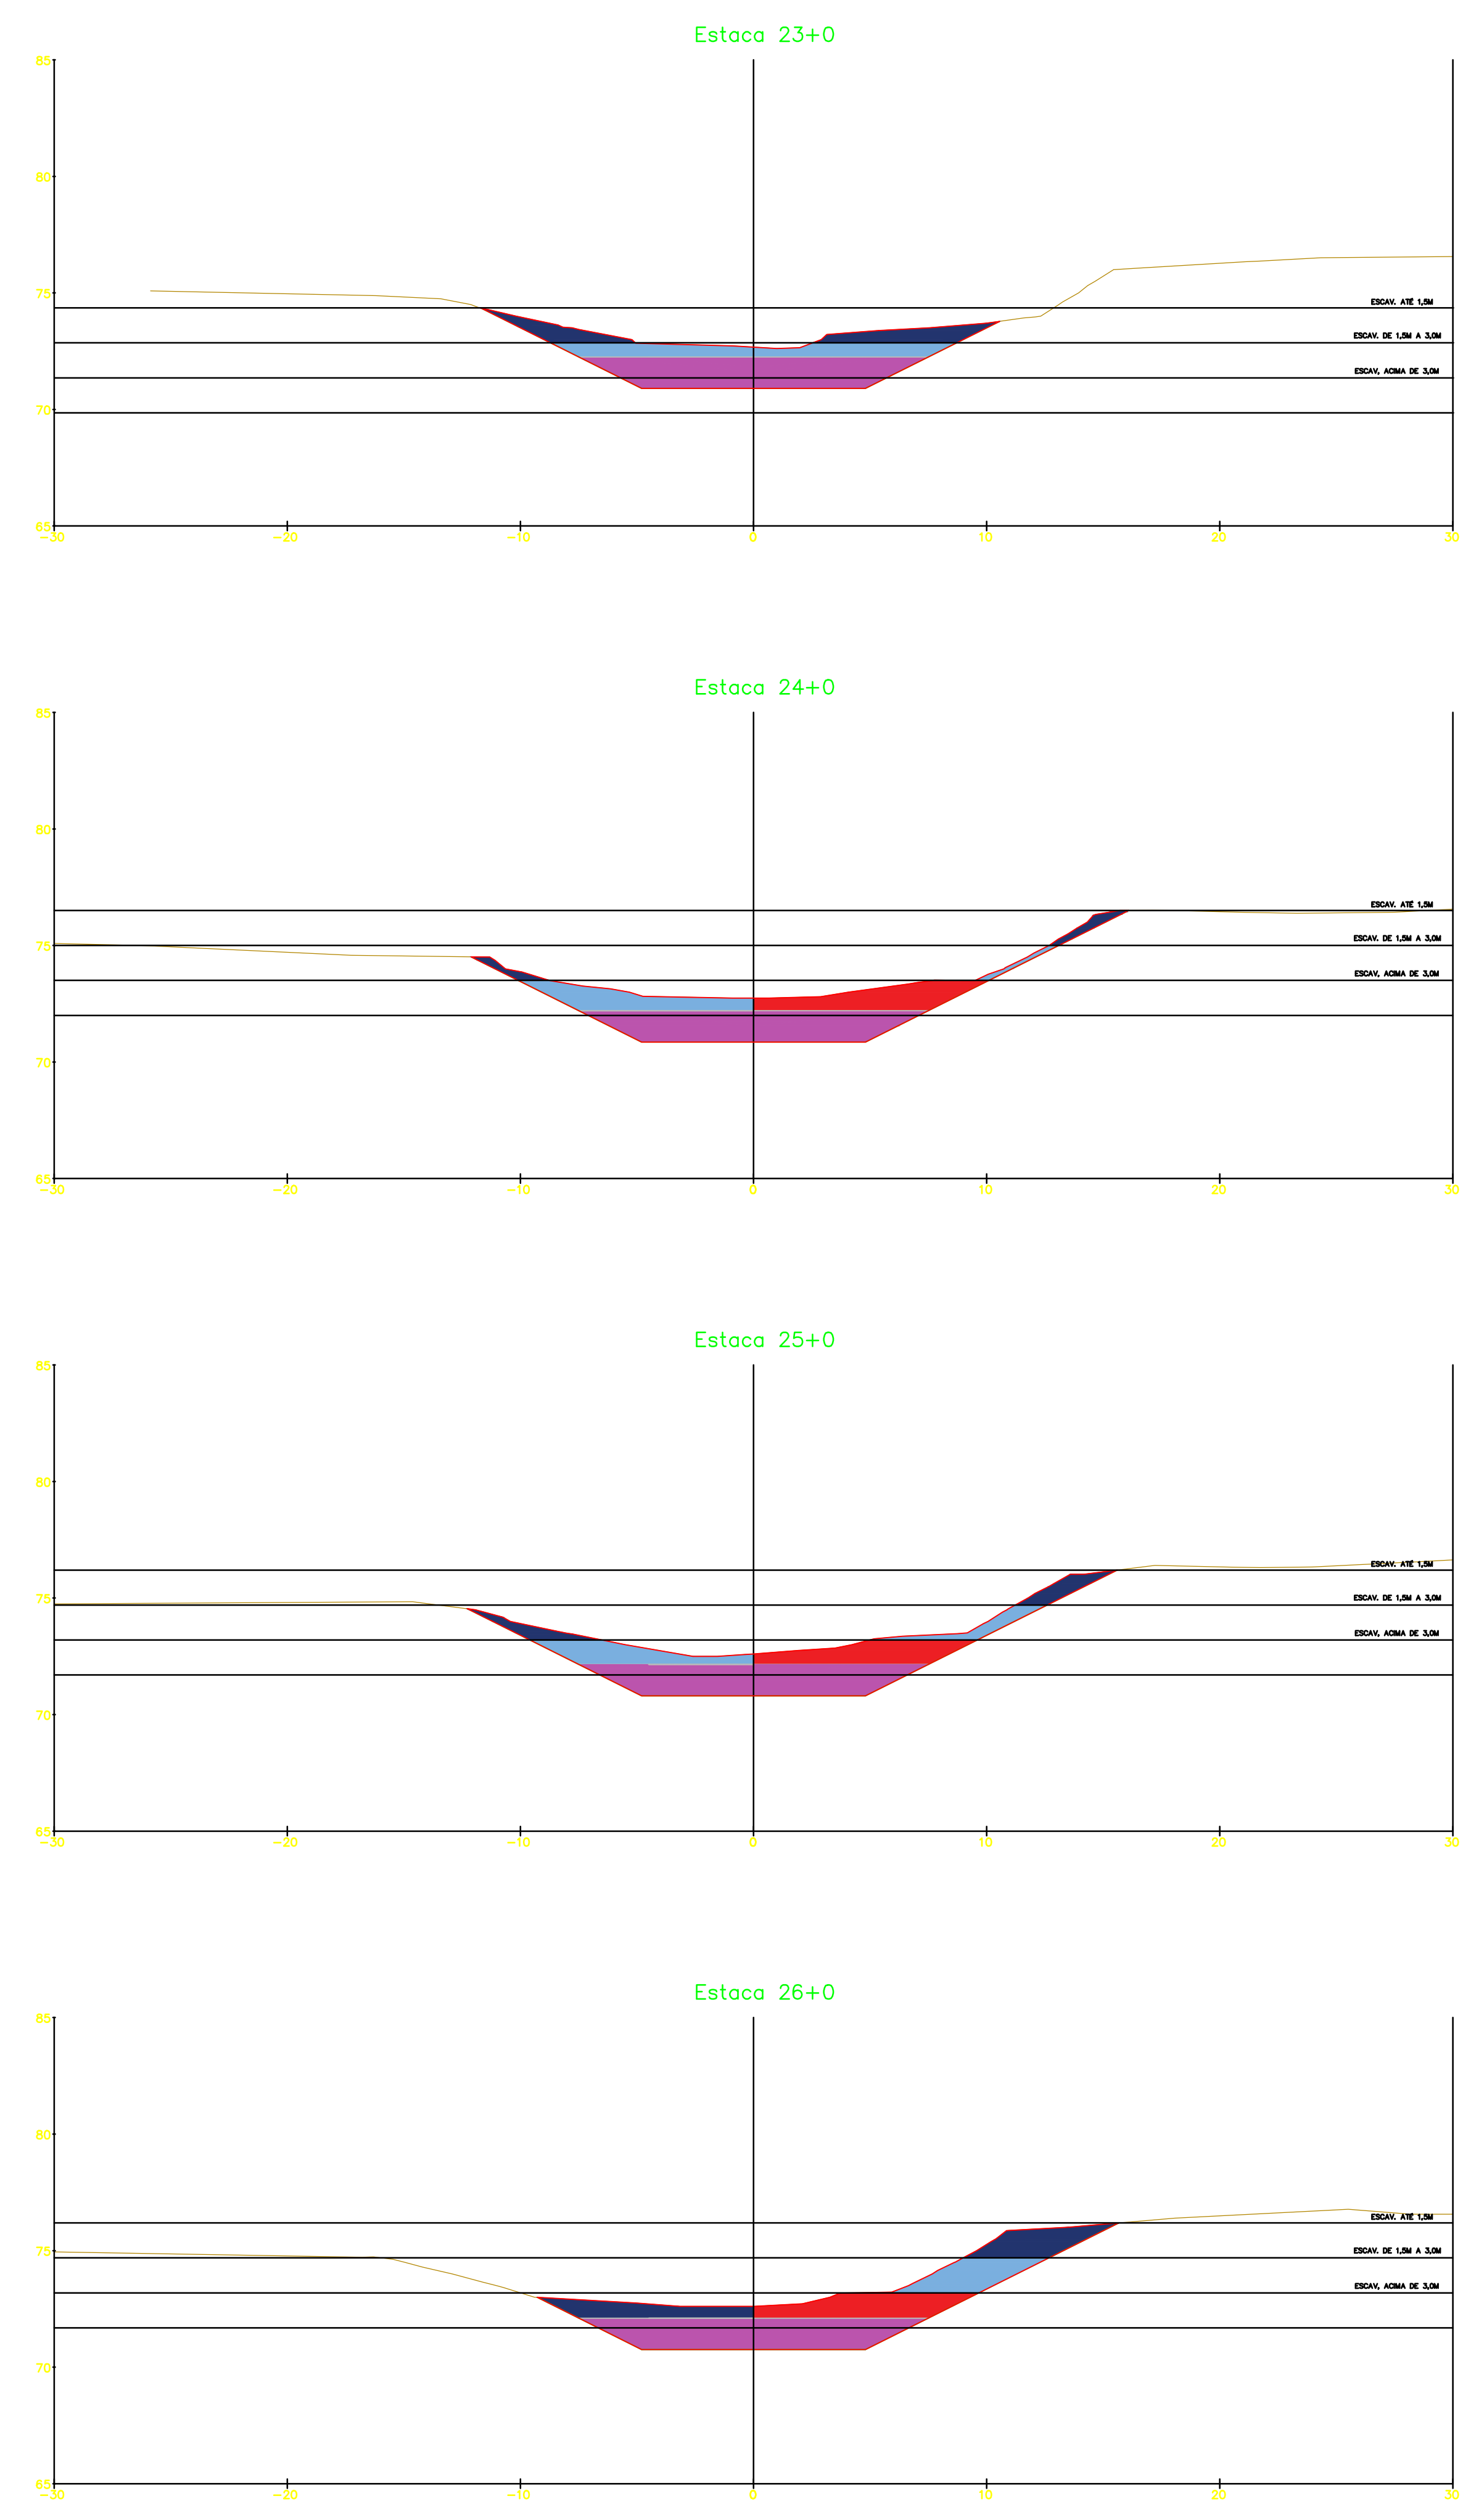 Estaca 23+0
85
80
75
ESCAV. ATÉ 1,5M
ESCAV. DE 1,5M A 3,0M
ESCAV, ACIMA DE 3,0M
70
65
-30 -20 -10 0 10 20 30
Estaca 24+0
85
80
ESCAV. ATÉ 1,5M
75
ESCAV. DE 1,5M A 3,0M
ESCAV, ACIMA DE 3,0M
70
65
-30 -20 -10 0 10 20 30
Estaca 25+0
85
80
ESCAV. ATÉ 1,5M
75
ESCAV. DE 1,5M A 3,0M
ESCAV, ACIMA DE 3,0M
70
65
-30 -20 -10 0 10 20 30
Estaca 26+0
85
80
ESCAV. ATÉ 1,5M
75
ESCAV. DE 1,5M A 3,0M
ESCAV, ACIMA DE 3,0M
70
65
-30 -20 -10 0 10 20 30